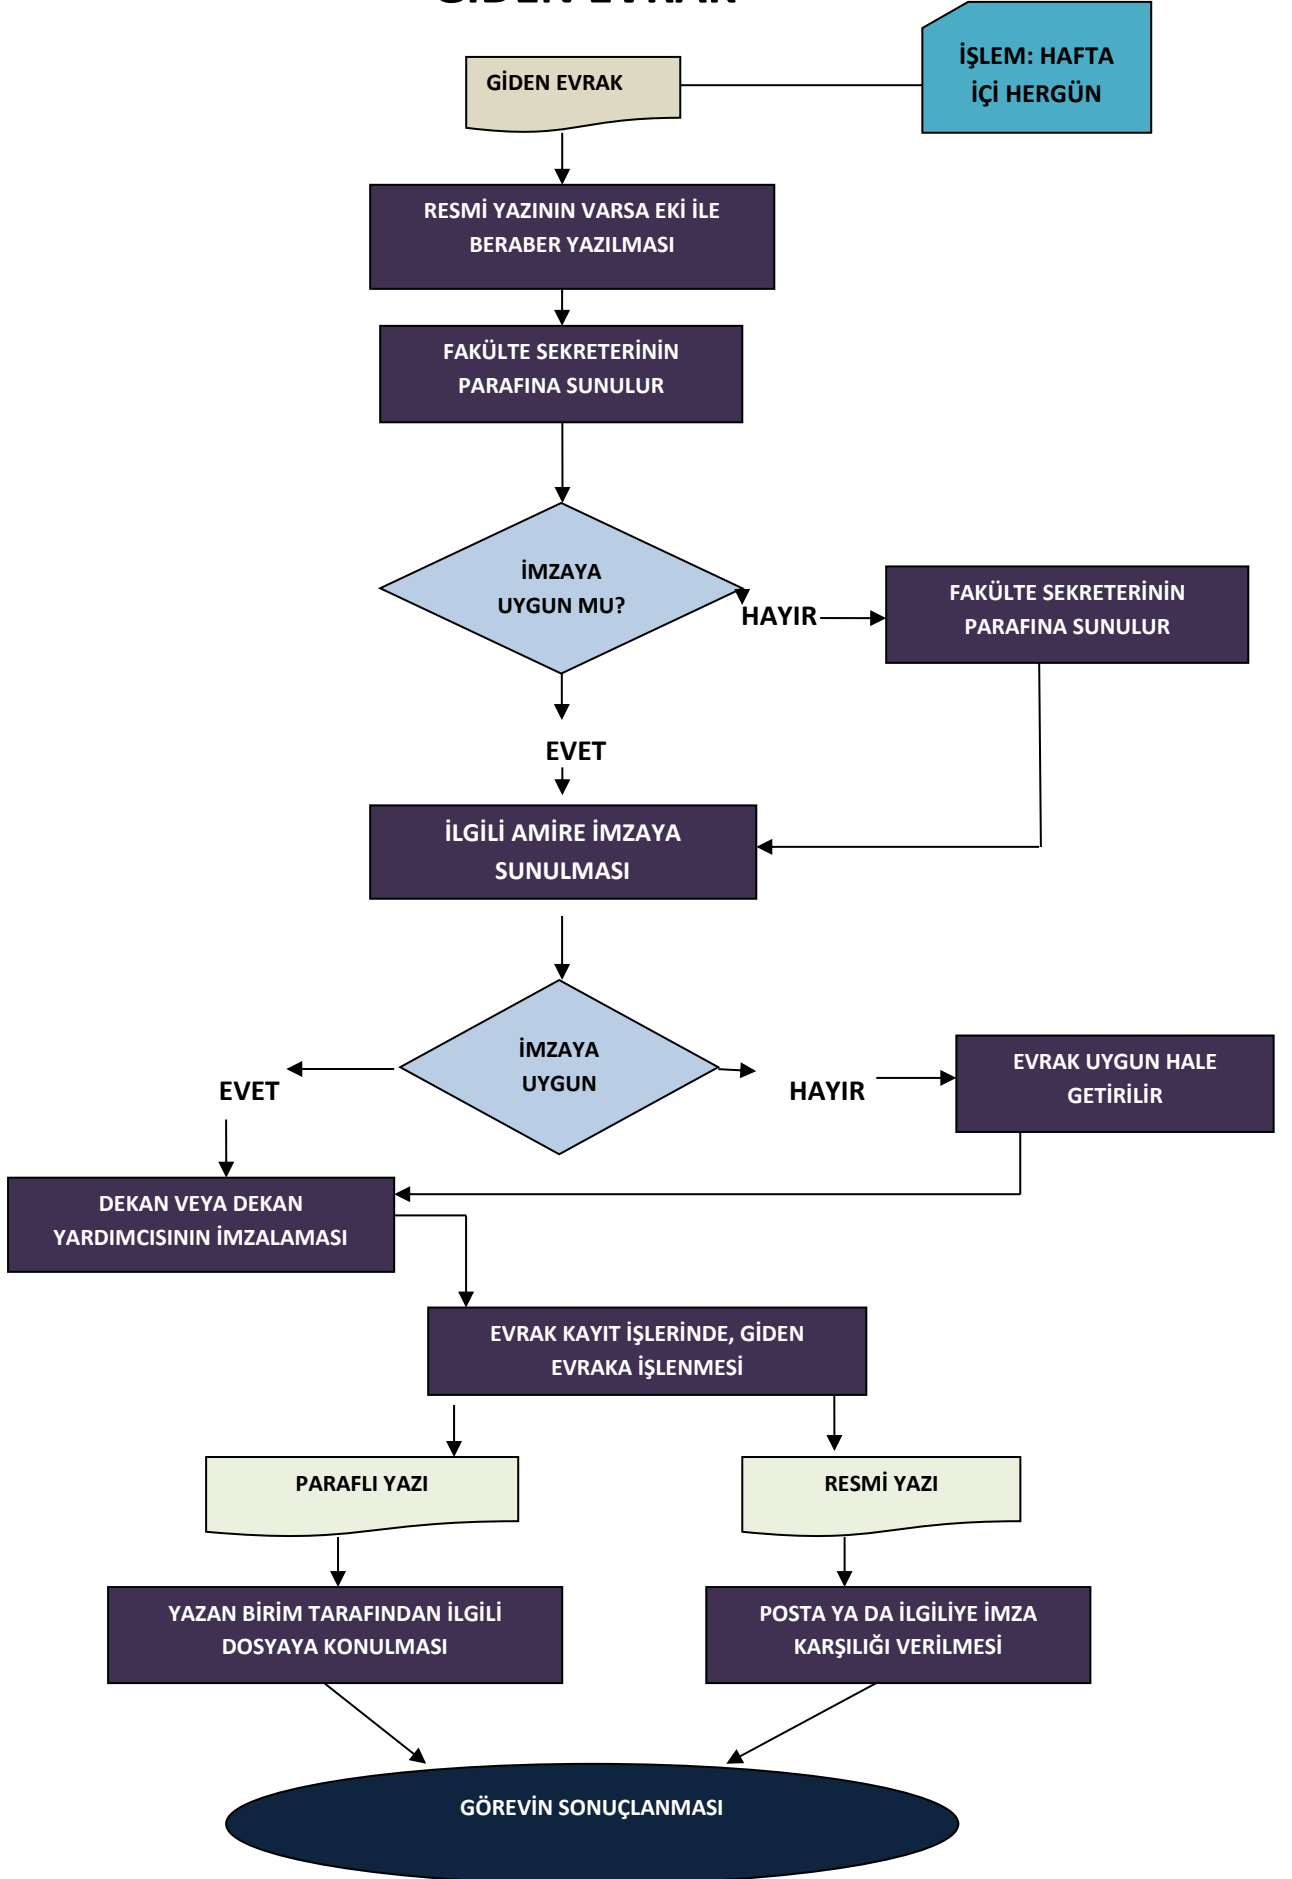 GİDEN EVRAK
İŞLEM: HAFTA
İÇİ HERGÜN
GİDEN EVRAK
RESMİ YAZININ VARSA EKİ İLE
BERABER YAZILMASI
FAKÜLTE SEKRETERİNİN
PARAFINA SUNULUR
İMZAYA
UYGUN MU?
HAYIR
FAKÜLTE SEKRETERİNİN
PARAFINA SUNULUR
EVET
İLGİLİ AMİRE İMZAYA
SUNULMASI
İMZAYA
UYGUN
EVET
HAYIR
EVRAK UYGUN HALE
GETİRİLİR
DEKAN VEYA DEKAN
YARDIMCISININ İMZALAMASI
EVRAK KAYIT İŞLERİNDE, GİDEN
EVRAKA İŞLENMESİ
PARAFLI YAZI
RESMİ YAZI
YAZAN BİRİM TARAFINDAN İLGİLİ
DOSYAYA KONULMASI
POSTA YA DA İLGİLİYE İMZA
KARŞILIĞI VERİLMESİ
GÖREVİN SONUÇLANMASI